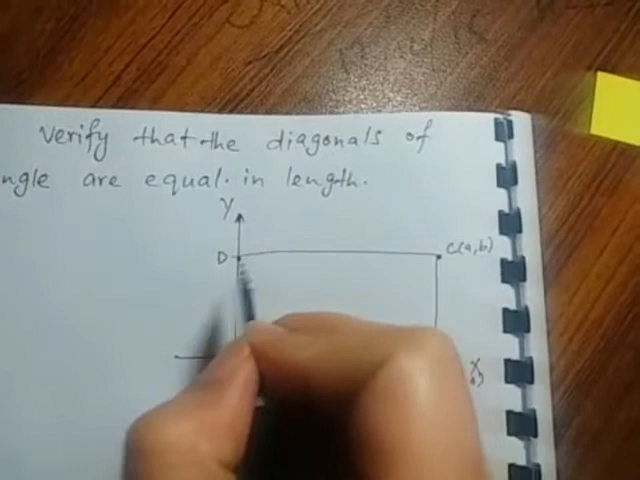 Verify that the diagonals of
ngle are equal. in length.
Y
D C(a,b)
X